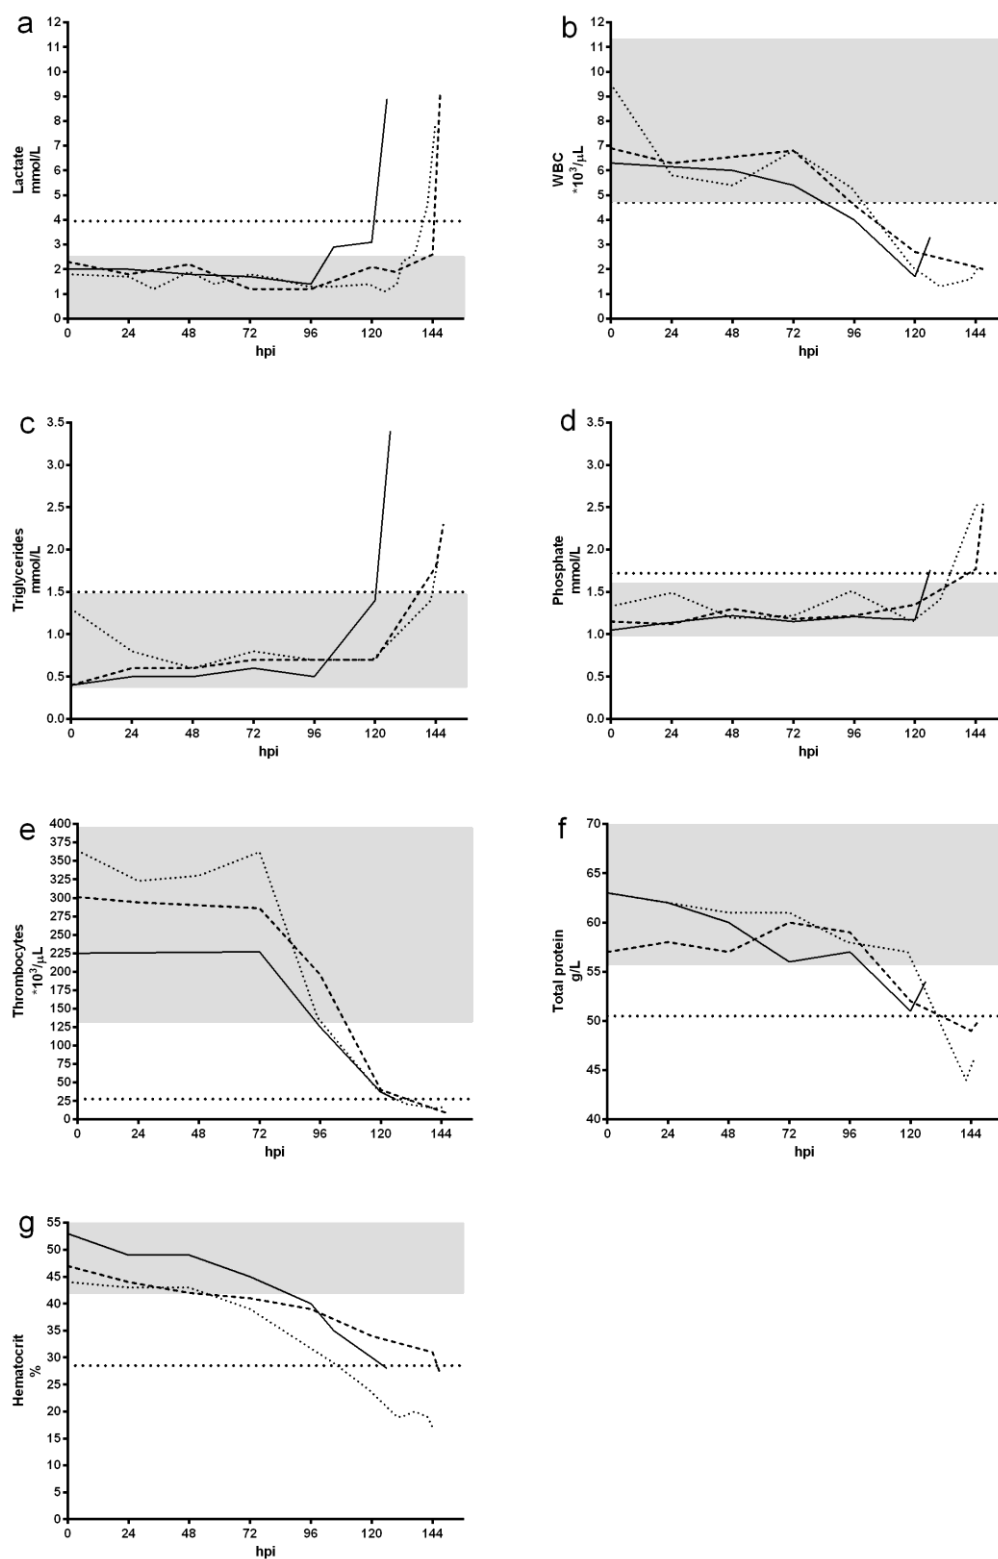 a
12
11
10
9
8
7
6
5
4
3
2
1
0
Lactate
mmol/L
0 24 48 72 96 120 144
hpi
b
12
11
10
9
8
7
6
5
4
3
2
1
0
WBC
*10³/µL
0 24 48 72 96 120 144
hpi
c
3.5
3.0
2.5
2.0
1.5
1.0
0.5
0.0
Triglycerides
mmol/L
0 24 48 72 96 120 144
hpi
d
3.5
3.0
2.5
2.0
1.5
1.0
0.5
0.0
Phosphate
mmol/L
0 24 48 72 96 120 144
hpi
e
400
375
350
325
300
275
250
225
200
175
150
125
100
75
50
25
0
Thrombocytes
*10³/µL
0 24 48 72 96 120 144
hpi
f
70
65
60
55
50
45
40
Total protein
g/L
0 24 48 72 96 120 144
hpi
g
55
50
45
40
35
30
25
20
15
10
5
0
Hematocrit
%
0 24 48 72 96 120 144
hpi